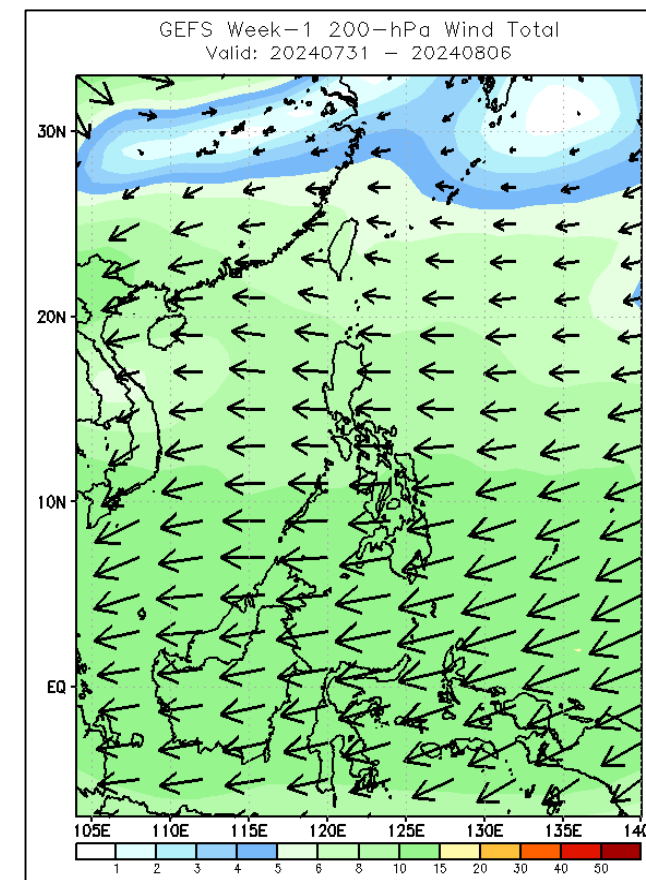 GEFS Week-1 200-hPa Wind Total
Valid: 20240731 - 20240806
30N
20N
10N
EQ
105E 110E 115E 120E 125E 130E 135E 140
1 2 3 4 5 6 8 10 15 20 30 40 50